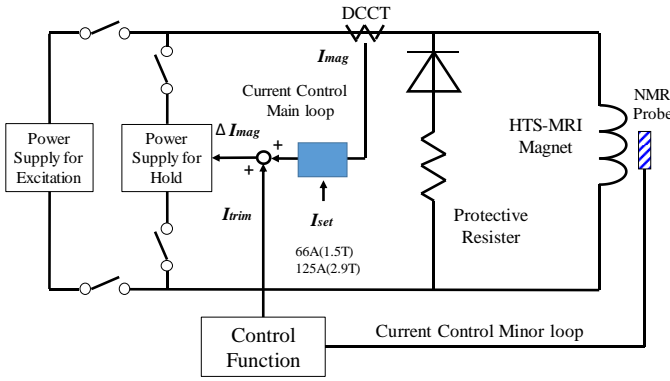 DCCT
Imag
Current Control
Main loop
NMR
Probe
HTS-MRI
Magnet
Power
Supply for
Excitation
Power
Supply for
Hold
Δ Imag
+
+
Itrim
Iset
66A(1.5T)
125A(2.9T)
Protective
Resister
Control
Function
Current Control Minor loop